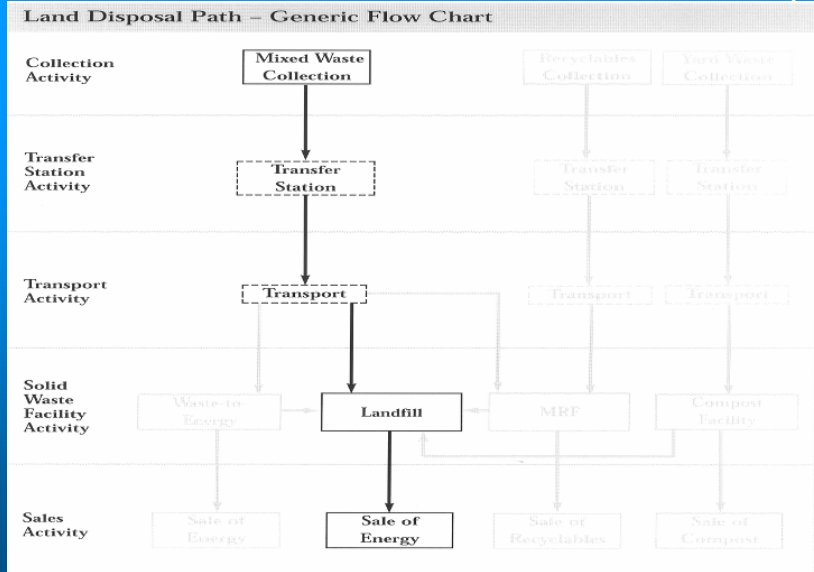 Land Disposal Path – Generic Flow Chart
Collection
Activity
Mixed Waste
Collection
Recyclables
Collection
Yard Waste
Collection
Transfer
Station
Activity
Transfer
Station
Transfer
Station
Transfer
Station
Transport
Activity
Transport
Transport
Transport
Solid
Waste
Facility
Activity
Waste-to-
Energy
Landfill
MRF
Compost
Facility
Sales
Activity
Sale of
Energy
Sale of
Energy
Sale of
Recyclables
Sale of
Compost